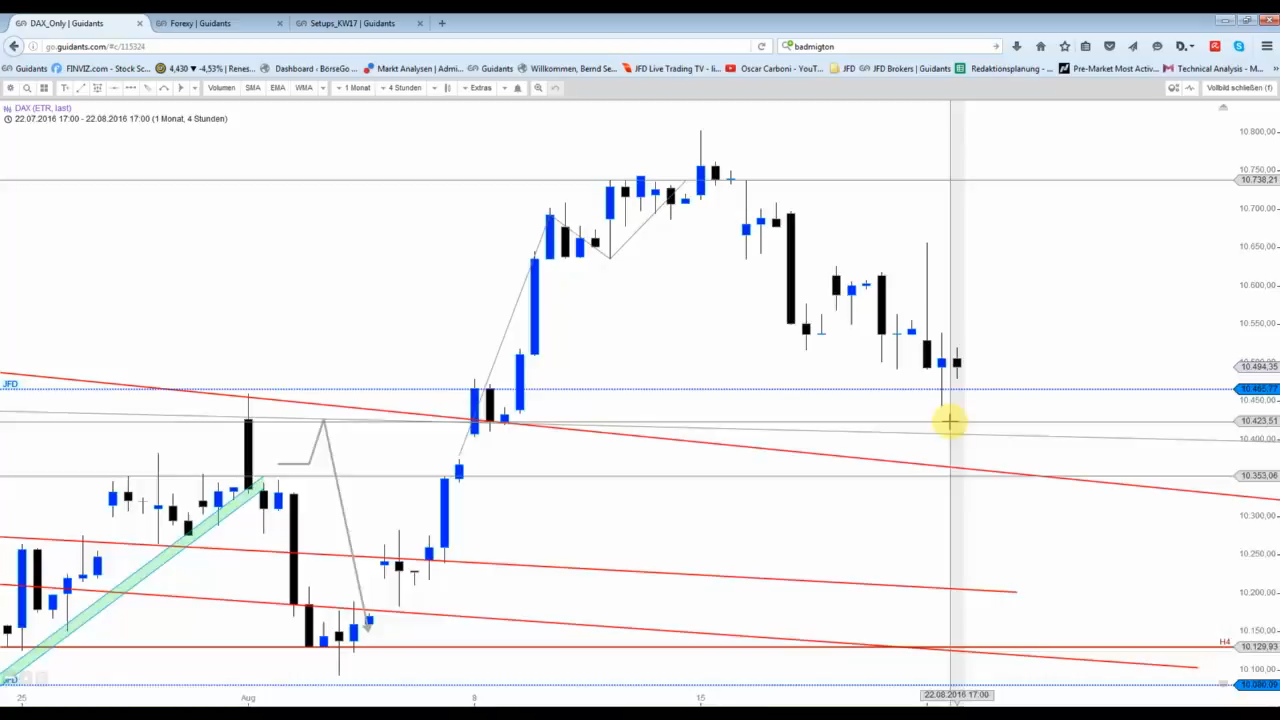 DAX_Only | Guidants
Forexy | Guidants
Setups_KW17 | Guidants
go.guidants.com/#c/115324
badmigton
Guidants
FINVIZ.com - Stock Sc...
4,430 ▾ -4,53% | Renes...
Dashboard ‹ BörseGo ...
Markt Analysen | Admi...
Guidants
Willkommen, Bernd Se...
JFD Live Trading TV - li...
Oscar Carboni - YouT...
JFD
JFD Brokers | Guidants
Redaktionsplanung - ...
Pre-Market Most Activ...
Technical Analysis - M...
Volumen
SMA
EMA
WMA
1 Monat
4 Stunden
Extras
Vollbild schließen (f)
DAX (ETR, last)
22.07.2016 17:00 - 22.08.2016 17:00 (1 Monat, 4 Stunden)
10.800,00
10.750,00
10.738,21
10.700,00
10.650,00
10.600,00
10.550,00
10.494,35
JFD
10.450,00
10.423,51
10.400,00
10.353,06
10.300,00
10.250,00
10.200,00
10.150,00
H4
10.129,93
10.100,00
25
Aug
8
15
22.08.2016 17:00